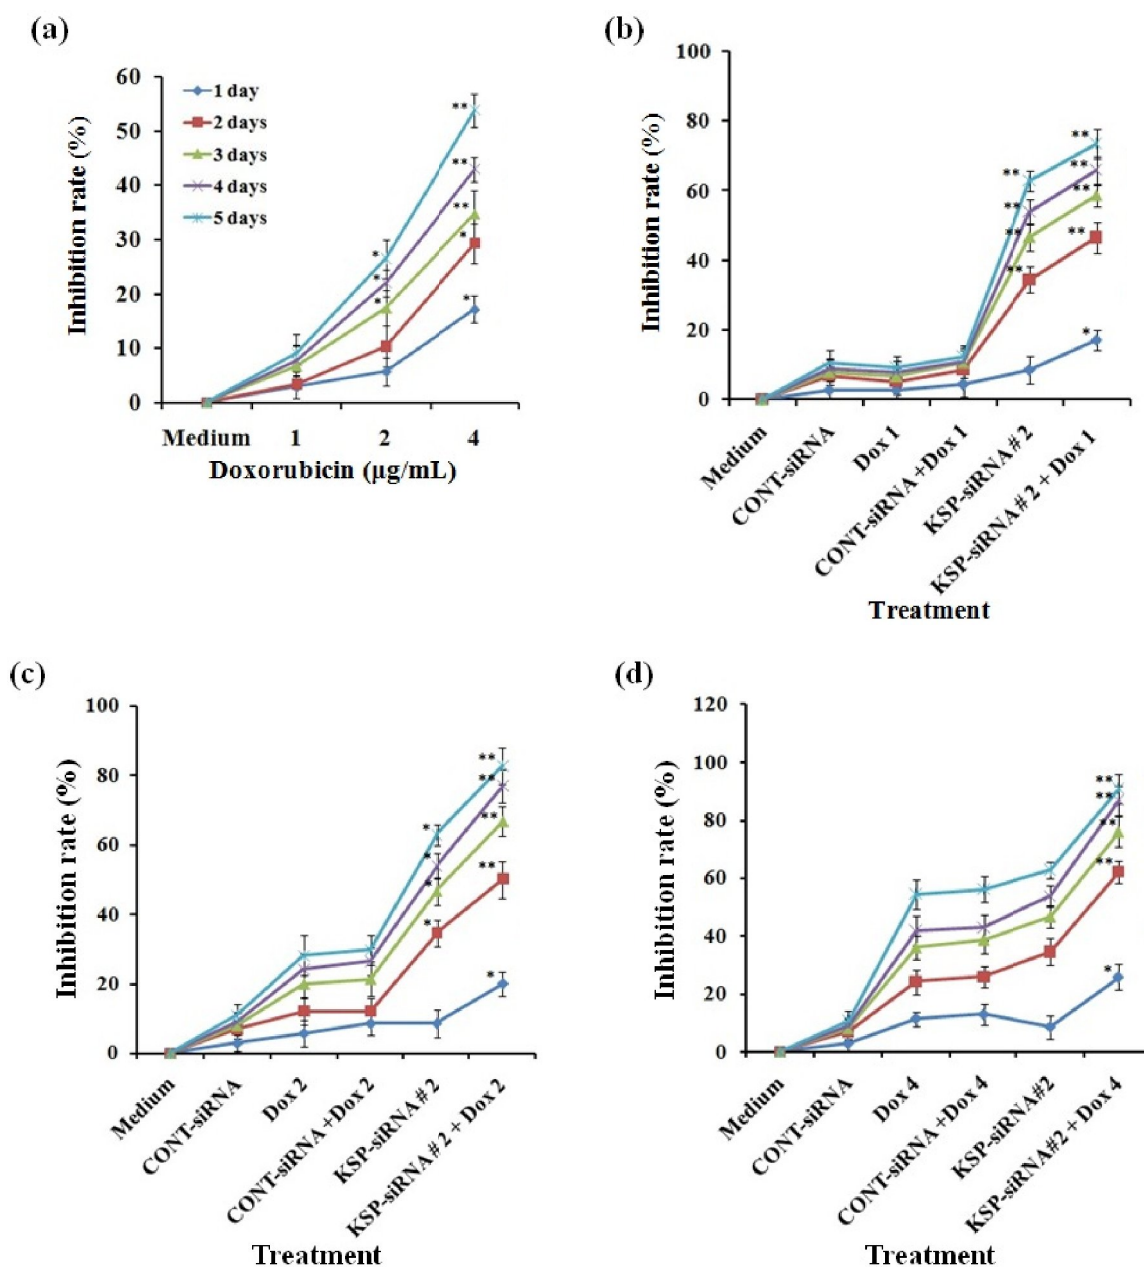 (a)
60
50
40
30
20
10
0
Inhibition rate (%)
1 day
2 days
3 days
4 days
5 days
**
**
**
*
*
*
*
*
Medium 1 2 4
Doxorubicin (µg/mL)
(b)
100
80
60
40
20
0
Inhibition rate (%)
**
**
**
**
*
**
**
**
**
Medium
CONT-siRNA
Dox 1
CONT-siRNA +Dox 1
KSP-siRNA # 2
KSP-siRNA # 2 + Dox 1
Treatment
(c)
100
80
60
40
20
0
Inhibition rate (%)
**
**
**
**
*
*
*
*
*
Medium
CONT-siRNA
Dox 2
CONT-siRNA +Dox 2
KSP-siRNA # 2
KSP-siRNA # 2 + Dox 2
Treatment
(d)
120
100
80
60
40
20
0
Inhibition rate (%)
**
**
**
**
*
Medium
CONT-siRNA
Dox 4
CONT-siRNA +Dox 4
KSP-siRNA#2
KSP-siRNA#2 + Dox 4
Treatment